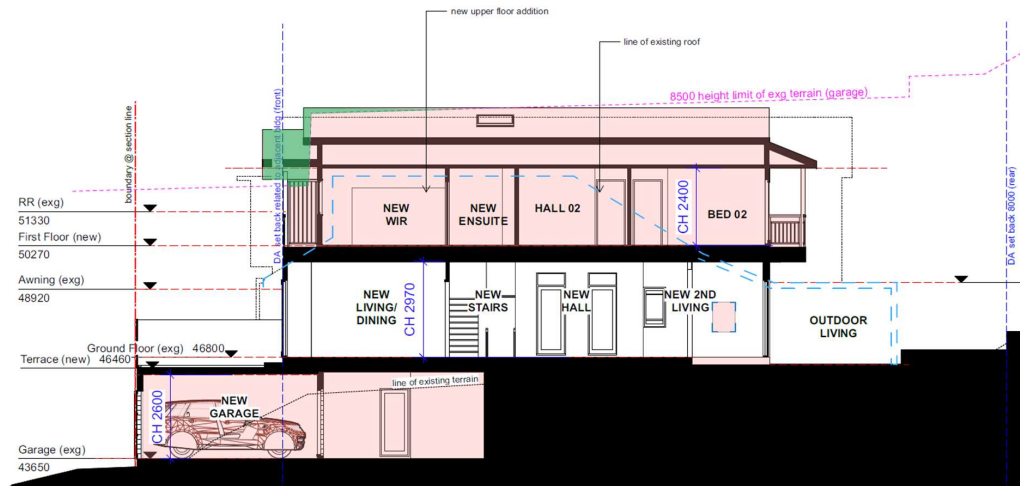 new upper floor addition
line of existing roof
8500 height limit of exg terrain (garage)
boundary @ section line
DA set back related to adjacent bldg (front)
DA set back 6000 (rear)
RR (exg)
51330
First Floor (new)
50270
Awning (exg)
48920
Ground Floor (exg) 46800
Terrace (new) 46460
Garage (exg)
43650
NEW
WIR
NEW
ENSUITE
HALL 02
CH 2400
BED 02
NEW
LIVING/
DINING
CH 2970
NEW
STAIRS
NEW
HALL
NEW 2ND
LIVING
OUTDOOR
LIVING
line of existing terrain
CH 2600
NEW
GARAGE